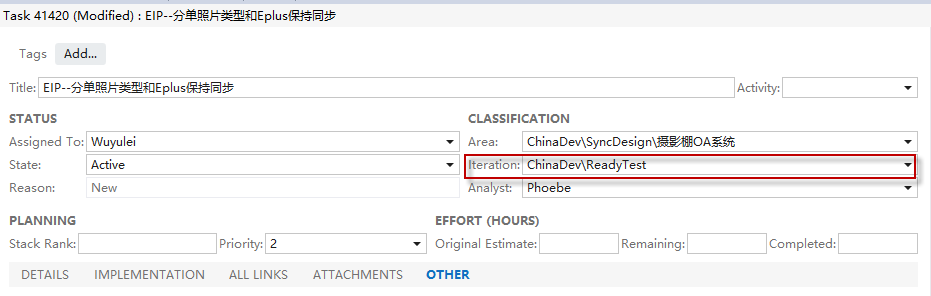 Task 41420 (Modified) : EIP--分单照片类型和Eplus保持同步
Tags Add...
Title: EIP--分单照片类型和Eplus保持同步 Activity:
STATUS CLASSIFICATION
Assigned To: Wuyulei Area: ChinaDev\SyncDesign\摄影棚OA系统
State: Active Iteration: ChinaDev\ReadyTest
Reason: New Analyst: Phoebe
PLANNING EFFORT (HOURS)
Stack Rank: Priority: 2 Original Estimate: Remaining: Completed:
DETAILS IMPLEMENTATION ALL LINKS ATTACHMENTS OTHER